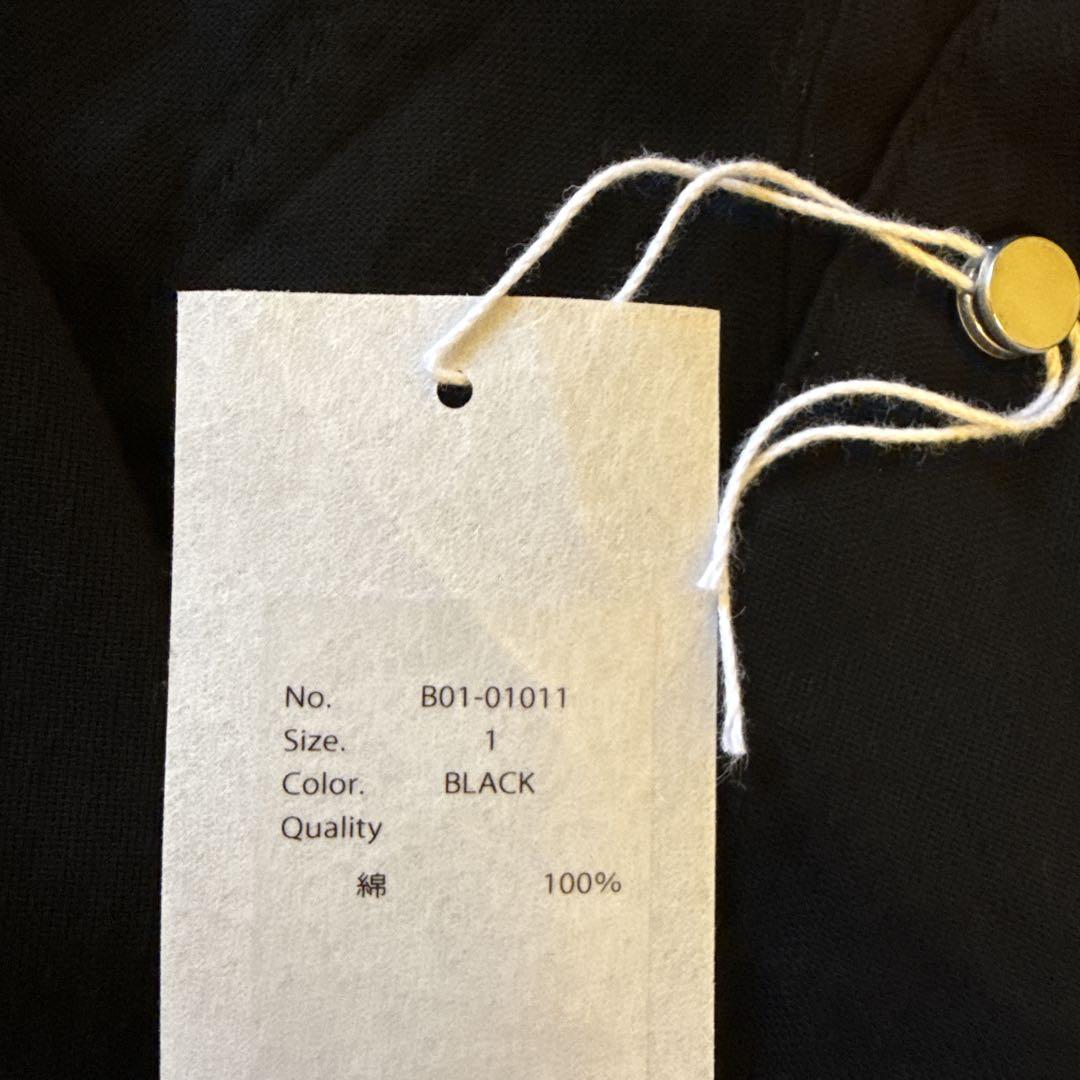 No. B01-01011
Size. 1
Color. BLACK
Quality
綿 100%